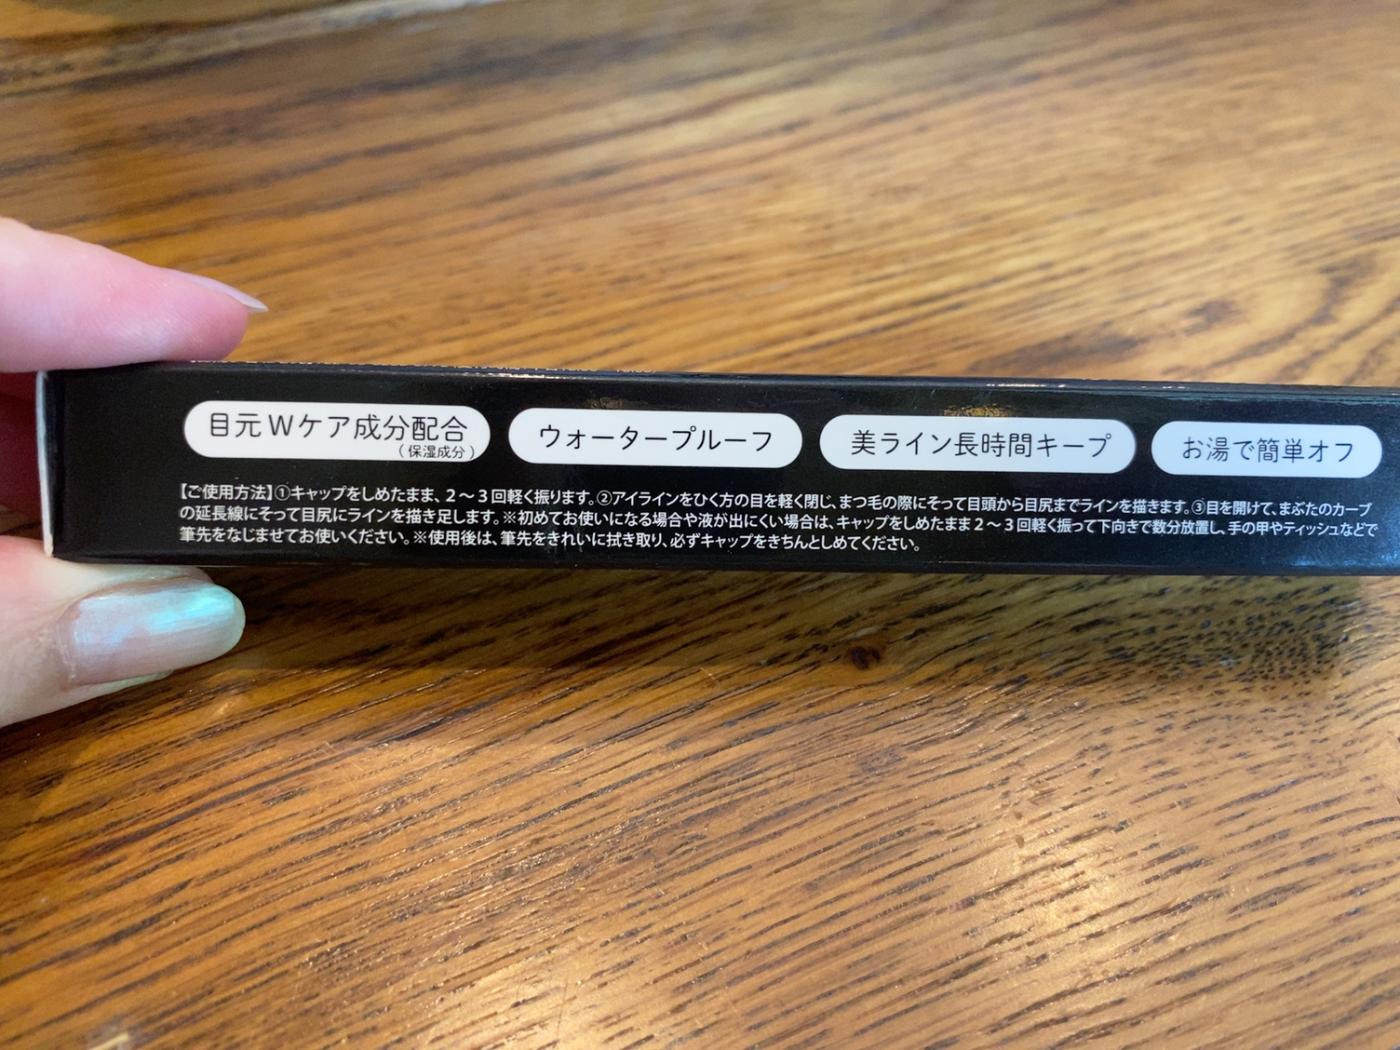 目元Wケア成分配合
(保湿成分)
ウォータープルーフ
美ライン長時間キープ
お湯で簡単オフ
【ご使用方法】①キャップをしめたまま、2～3回軽く振ります。②アイラインをひく方の目を軽く閉じ、まつ毛の際にそって目頭から目尻までラインを描きます。③目を開けて、まぶたのカーブ
の延長線にそって目尻にラインを描き足します。※初めてお使いになる場合や液が出にくい場合は、キャップをしめたまま2～3回軽く振って下向きで数分放置し、手の甲やティッシュなどで
筆先をなじませてお使いください。※使用後は、筆先をきれいに拭き取り、必ずキャップをきちんとしめてください。